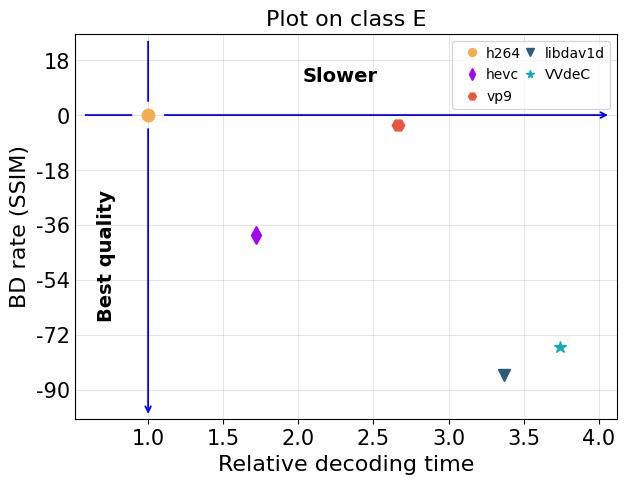 Plot on class E
h264
libdav1d
hevc
VVdeC
vp9
Slower
Best quality
BD rate (SSIM)
18
0
-18
-36
-54
-72
-90
1.0 1.5 2.0 2.5 3.0 3.5 4.0
Relative decoding time